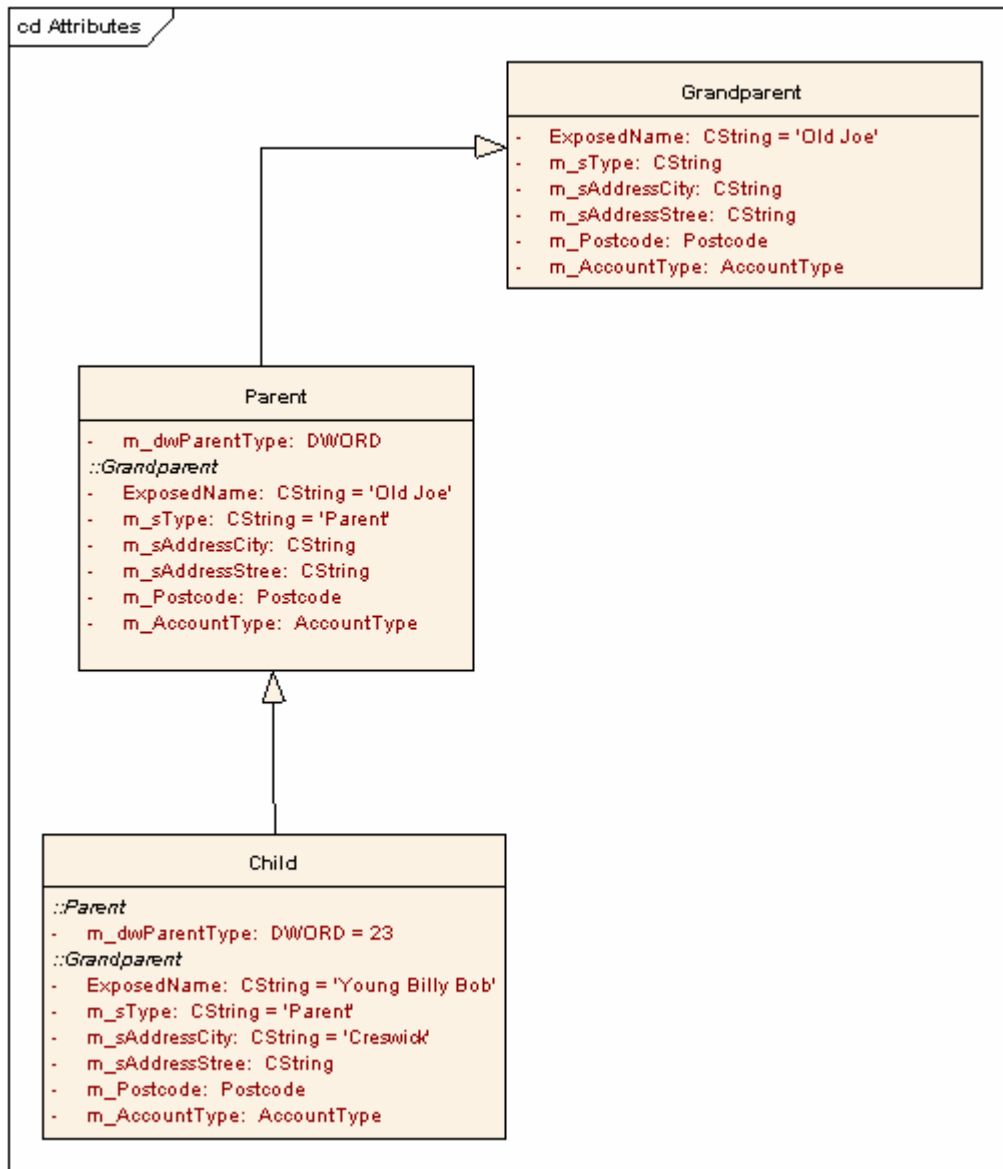 cd Attributes
Grandparent
- ExposedName: CString = 'Old Joe'
- m_sType: CString
- m_sAddressCity: CString
- m_sAddressStree: CString
- m_Postcode: Postcode
- m_AccountType: AccountType
Parent
- m_dwParentType: DWORD
::Grandparent
- ExposedName: CString = 'Old Joe'
- m_sType: CString = 'Parent'
- m_sAddressCity: CString
- m_sAddressStree: CString
- m_Postcode: Postcode
- m_AccountType: AccountType
Child
::Parent
- m_dwParentType: DWORD = 23
::Grandparent
- ExposedName: CString = 'Young Billy Bob'
- m_sType: CString = 'Parent'
- m_sAddressCity: CString = 'Creswick'
- m_sAddressStree: CString
- m_Postcode: Postcode
- m_AccountType: AccountType